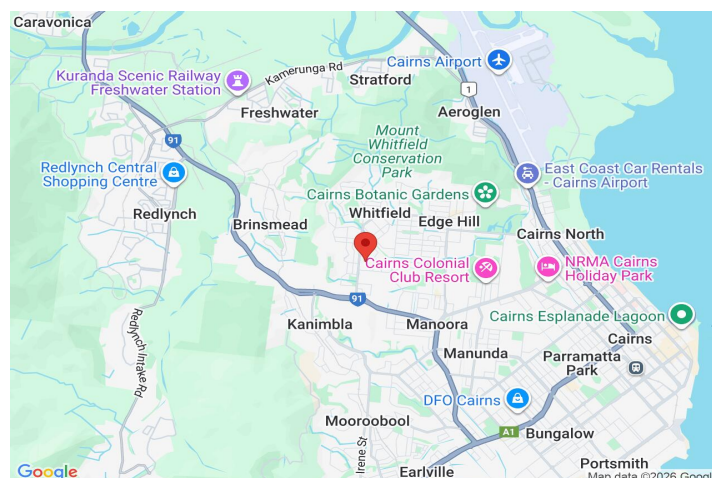 Caravonica
Kuranda Scenic Railway
Freshwater Station
Kamerunga Rd
Stratford
Cairns Airport
1
Freshwater
Aeroglen
91
Mount
Whitfield
Conservation
Park
Redlynch Central
Shopping Centre
East Coast Car Rentals
- Cairns Airport
Cairns Botanic Gardens
Redlynch
Brinsmead
Whitfield
Edge Hill
Cairns North
Cairns Colonial
Club Resort
NRMA Cairns
Holiday Park
91
Cairns Esplanade Lagoon
Redlynch Intake Rd
Kanimbla
Manoora
Cairns
Manunda
Parramatta
Park
DFO Cairns
Mooroobool
A1
Bungalow
Irene St
Earlville
Portsmith
Google
Map data ©2026 Googl